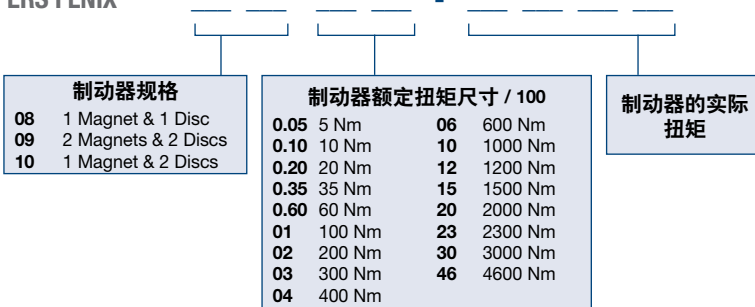 ERS FENIX
制动器规格
08 1 Magnet & 1 Disc
09 2 Magnets & 2 Discs
10 1 Magnet & 2 Discs
制动器额定扭矩尺寸 / 100
0.05 5 Nm 06 600 Nm
0.10 10 Nm 10 1000 Nm
0.20 20 Nm 12 1200 Nm
0.35 35 Nm 15 1500 Nm
0.60 60 Nm 20 2000 Nm
01 100 Nm 23 2300 Nm
02 200 Nm 30 3000 Nm
03 300 Nm 46 4600 Nm
04 400 Nm
制动器的实际
扭矩